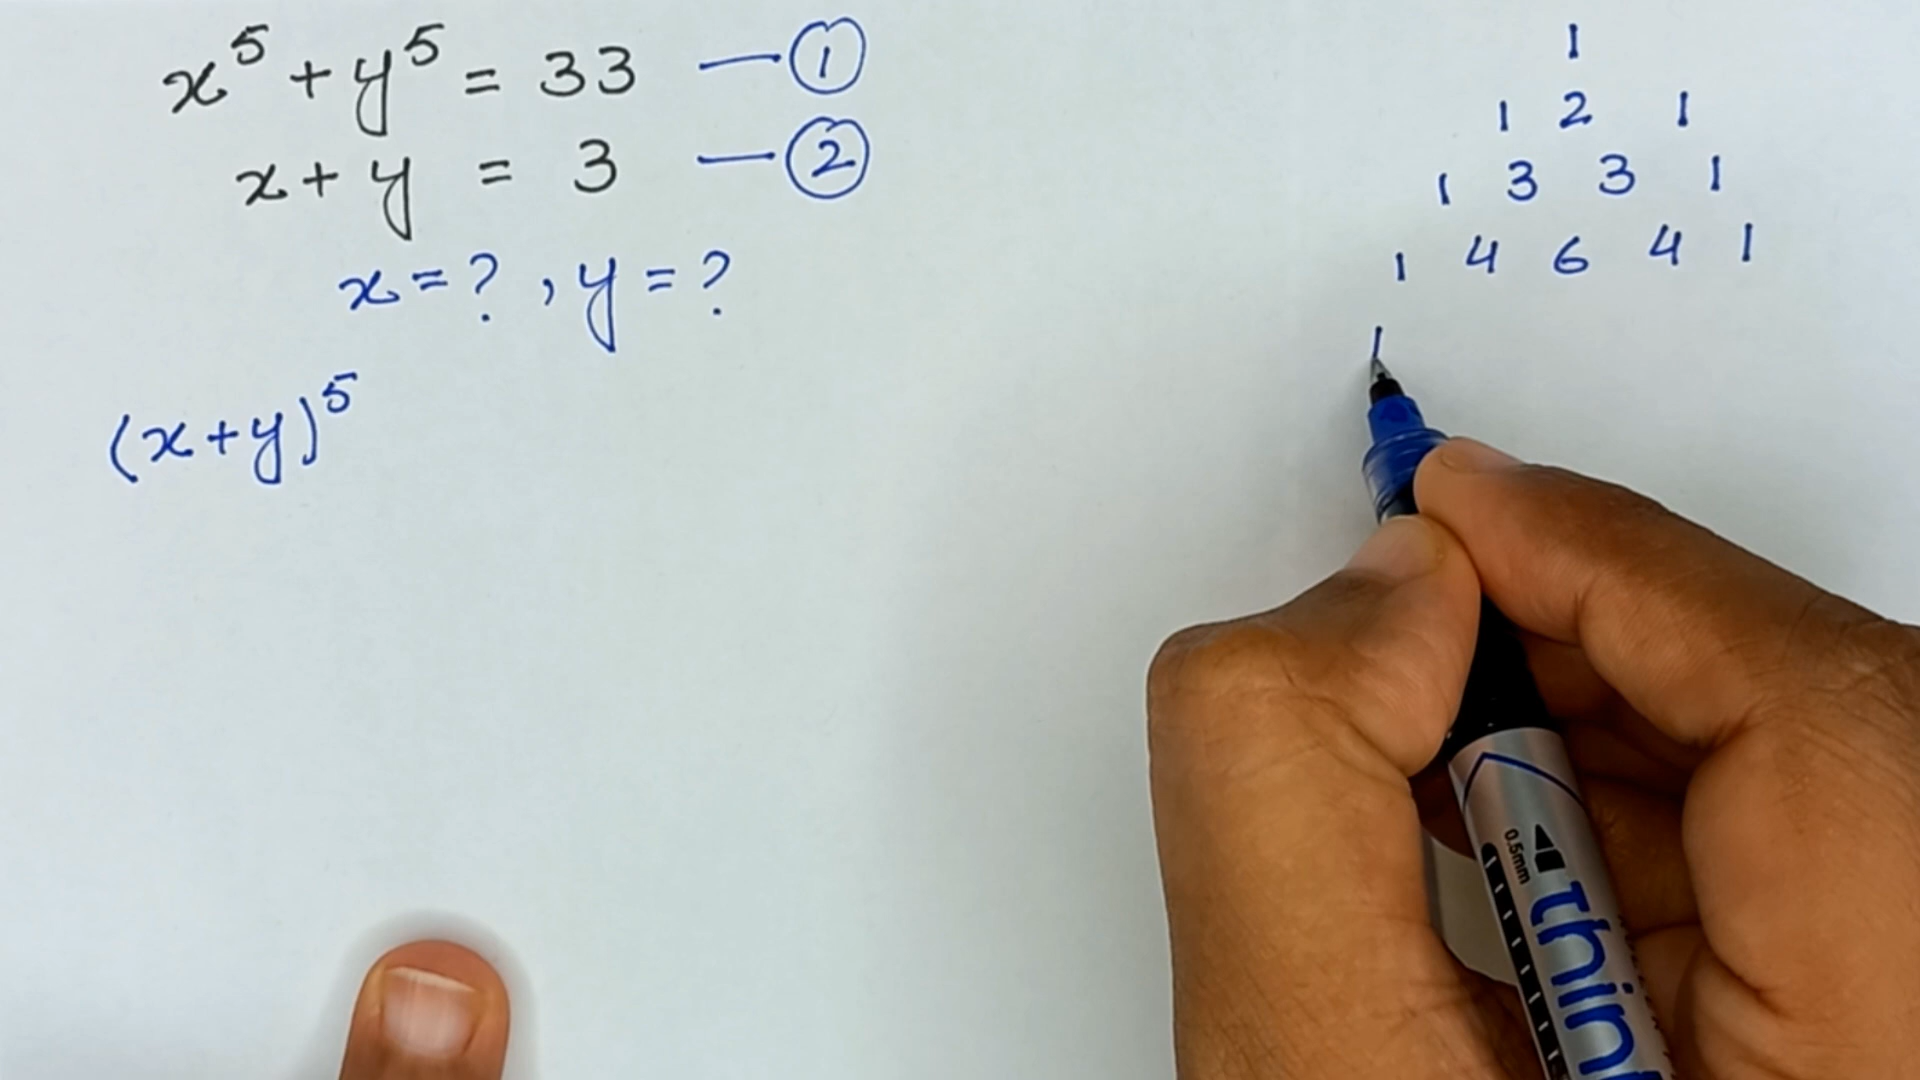 x⁵ + y⁵ = 33 — ①
x + y = 3 — ②
x = ? , y = ?
(x + y)⁵
1
1 2 1
1 3 3 1
1 4 6 4 1
1
0.5mm
think